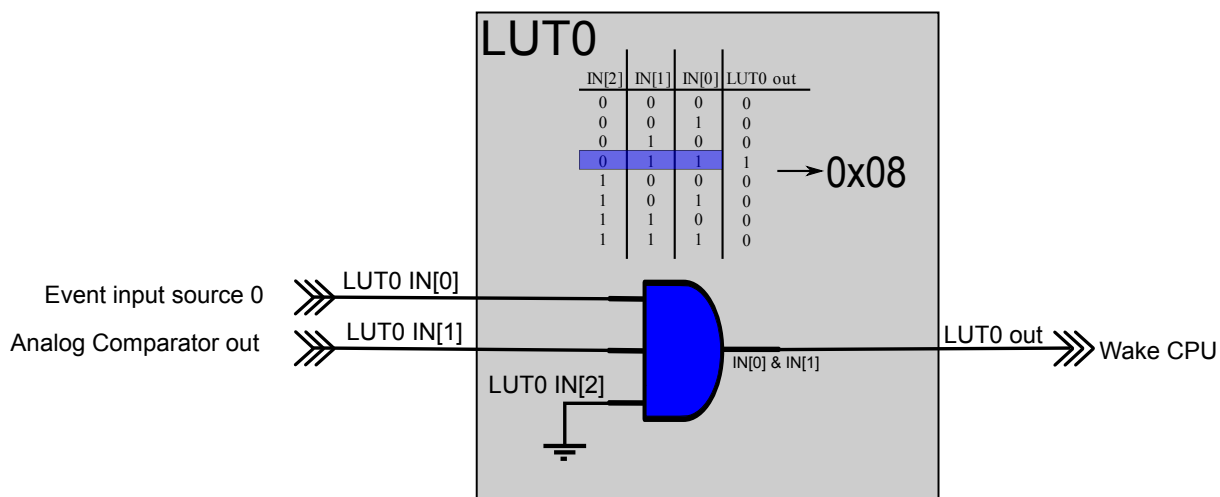 LUT0
IN[2] IN[1] IN[0] LUT0 out
0 0 0 0
0 0 1 0
0 1 0 0
0 1 1 1
1 0 0 0
1 0 1 0
1 1 0 0
1 1 1 0
0x08
Event input source 0
LUT0 IN[0]
Analog Comparator out
LUT0 IN[1]
LUT0 IN[2]
IN[0] & IN[1]
LUT0 out
Wake CPU